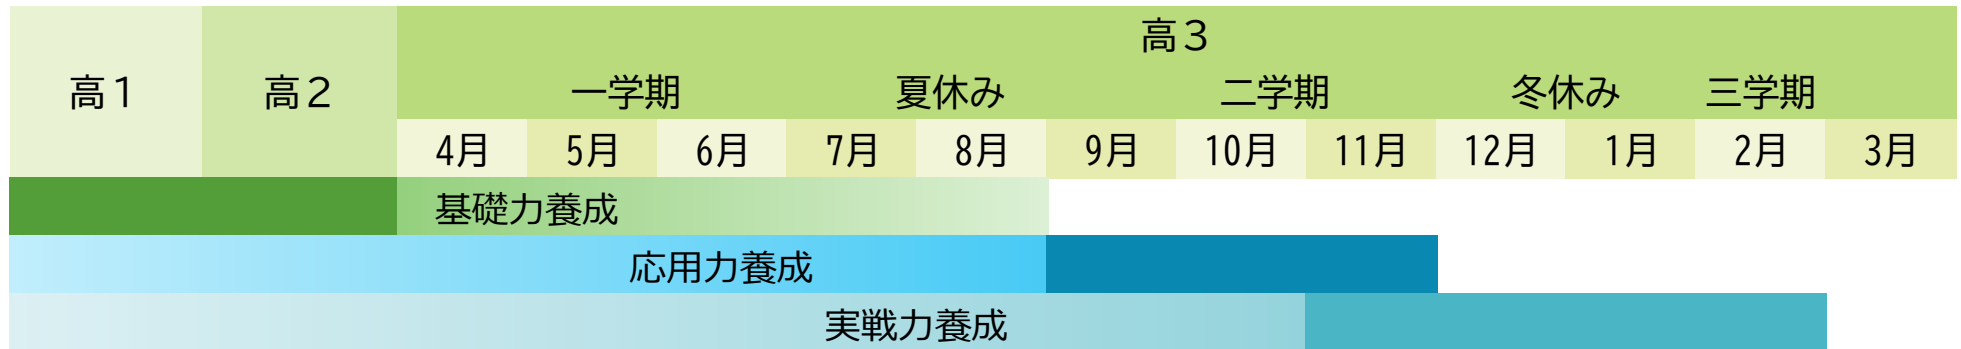 高３
高１ 高２ 一学期 夏休み 二学期 冬休み 三学期
4月 5月 6月 7月 8月 9月 10月 11月 12月 1月 2月 3月
基礎力養成
応用力養成
実戦力養成